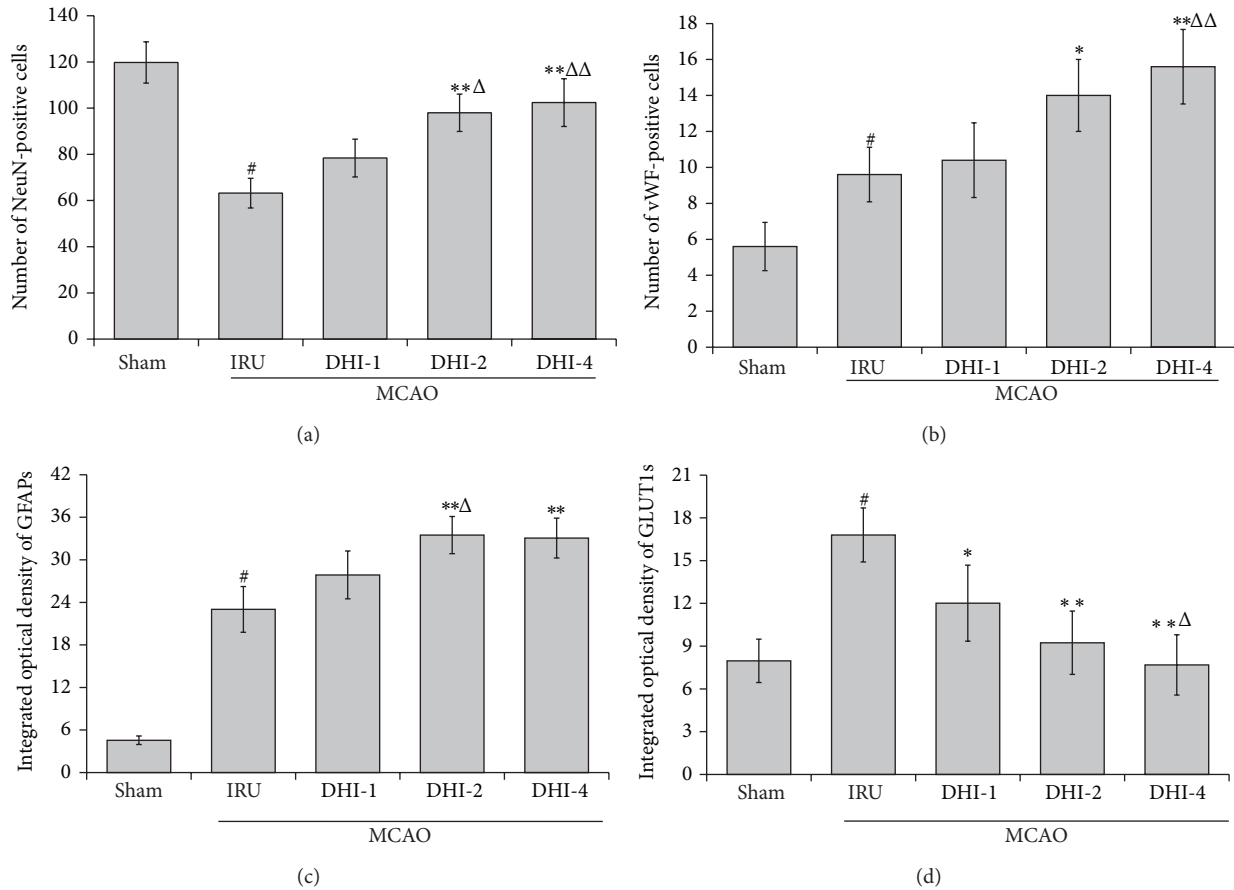 Number of NeuN-positive cells
140
120
100
80
60
40
20
0
#
**Δ
**ΔΔ
Sham
IRU
DHI-1
DHI-2
DHI-4
MCAO
(a)
Number of vWF-positive cells
18
16
14
12
10
8
6
4
2
0
#
*
**ΔΔ
Sham
IRU
DHI-1
DHI-2
DHI-4
MCAO
(b)
Integrated optical density of GFAPs
42
36
30
24
18
12
6
0
#
**Δ
**
Sham
IRU
DHI-1
DHI-2
DHI-4
MCAO
(c)
Integrated optical density of GLUT1s
21
18
15
12
9
6
3
0
#
*
**
**Δ
Sham
IRU
DHI-1
DHI-2
DHI-4
MCAO
(d)